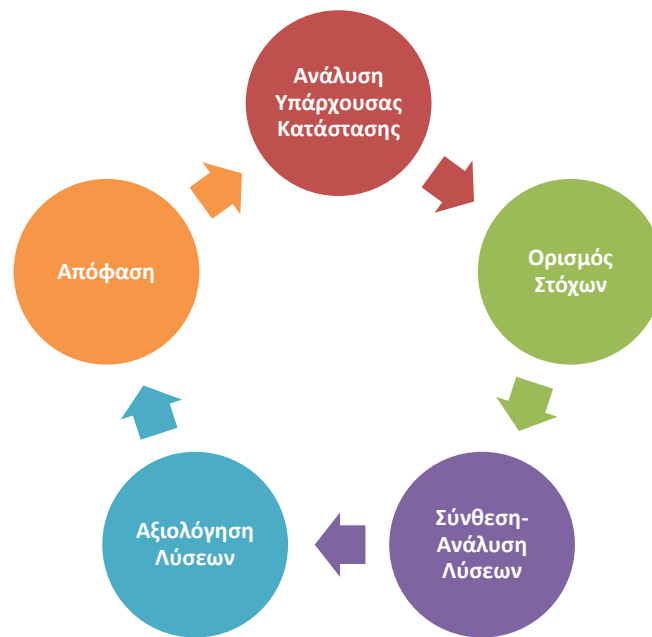 Ανάλυση
Υπάρχουσας
Κατάστασης
Ορισμός
Στόχων
Σύνθεση-
Ανάλυση
Λύσεων
Αξιολόγηση
Λύσεων
Απόφαση